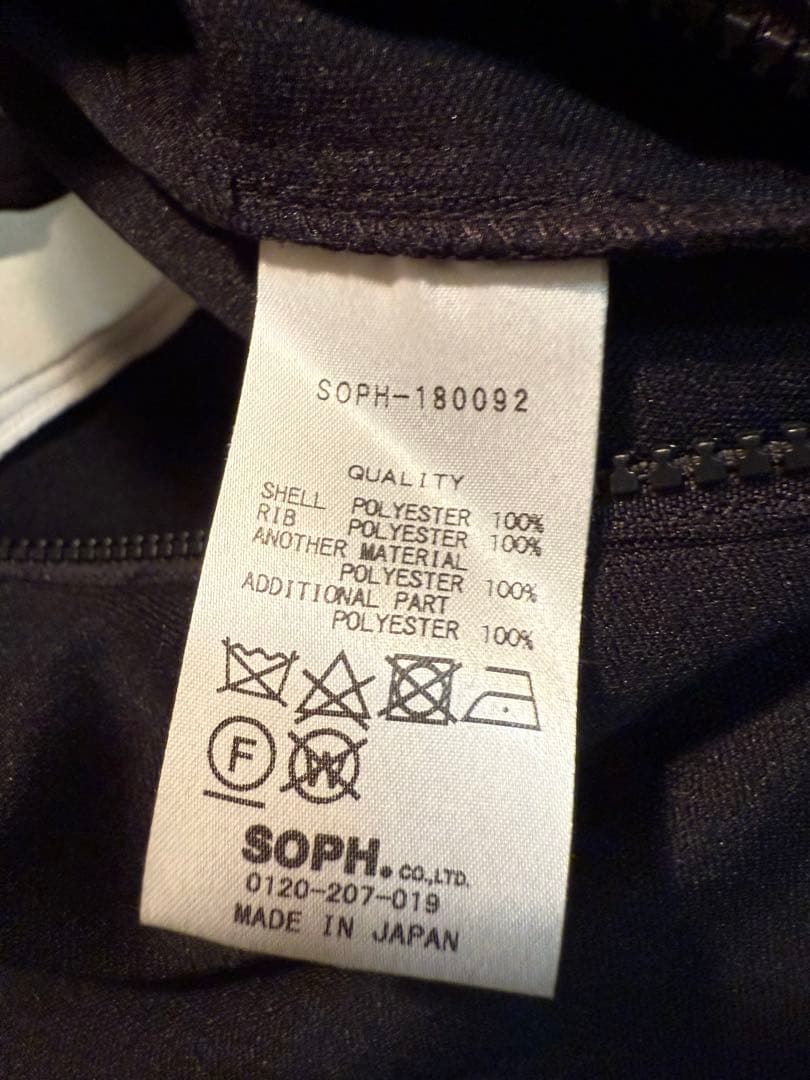 SOPH-180092
QUALITY
SHELL POLYESTER 100%
RIB POLYESTER 100%
ANOTHER MATERIAL
POLYESTER 100%
ADDITIONAL PART
POLYESTER 100%
F W
SOPH. CO.,LTD.
0120-207-019
MADE IN JAPAN